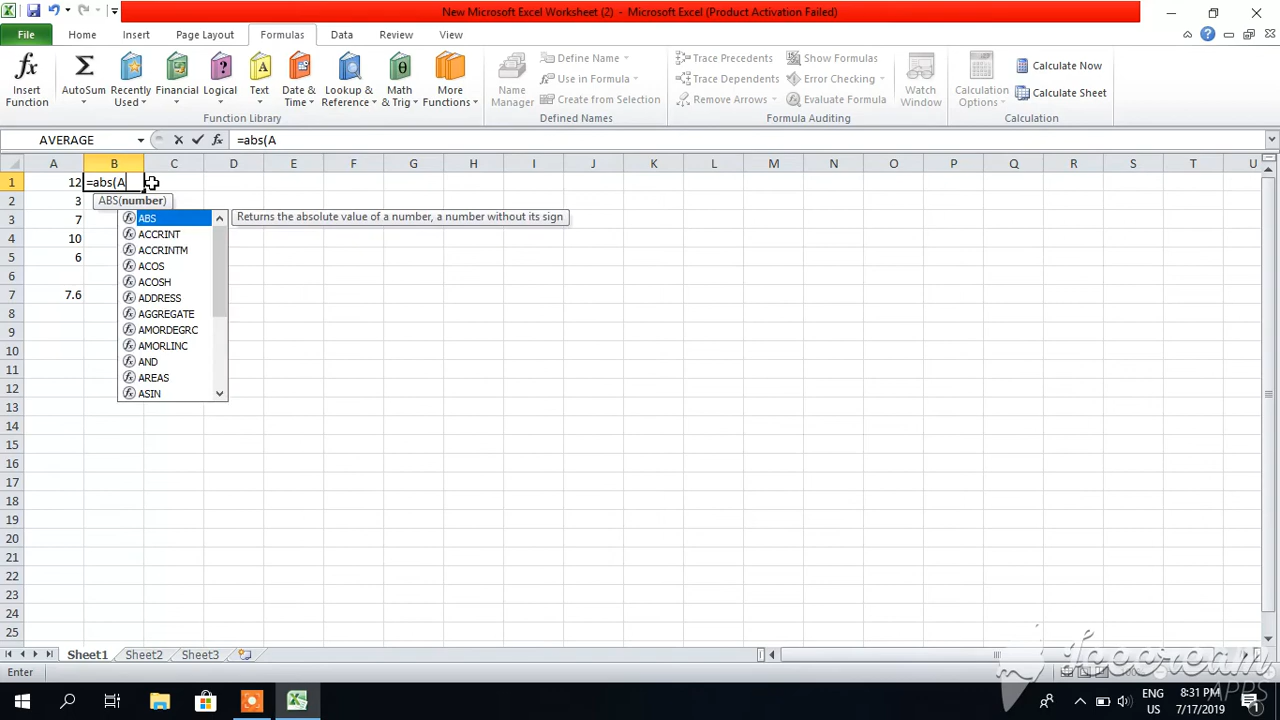 New Microsoft Excel Worksheet (2) - Microsoft Excel (Product Activation Failed)
File Home Insert Page Layout Formulas Data Review View
Insert Function
AutoSum
Recently Used
Financial
Logical
Text
Date & Time
Lookup & Reference
Math & Trig
More Functions
Function Library
Name Manager
Define Name
Use in Formula
Create from Selection
Defined Names
Trace Precedents
Trace Dependents
Remove Arrows
Show Formulas
Error Checking
Evaluate Formula
Formula Auditing
Watch Window
Calculation Options
Calculate Now
Calculate Sheet
Calculation
AVERAGE fx =abs(A
A B C D E F G H I J K L M N O P Q R S T U
1 12 =abs(A
2 3 ABS(number)
3 7 ABS Returns the absolute value of a number, a number without its sign
ACCRINT
4 10 ACCRINTM
5 6 ACOS
6 ACOSH
7 7.6 ADDRESS
8 AGGREGATE
9 AMORDEGRC
10 AMORLINC
11 AND
AREAS
12 ASIN
13
14
15
16
17
18
19
20
21
22
23
24
25
Sheet1 Sheet2 Sheet3
Enter
icecream
APPS
ENG
US
8:31 PM
7/17/2019
1